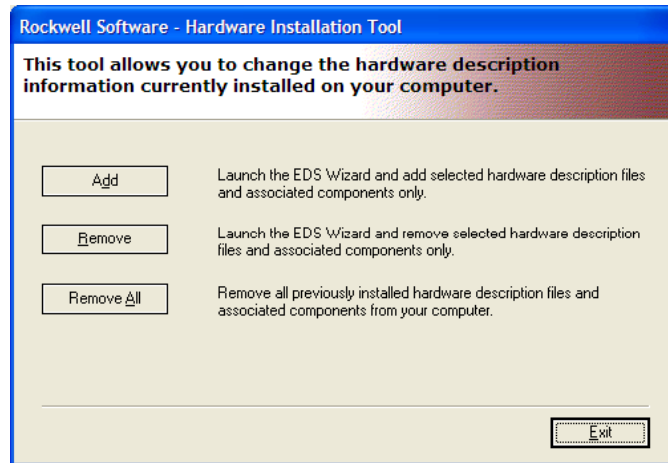 Rockwell Software - Hardware Installation Tool
This tool allows you to change the hardware description
information currently installed on your computer.
Add
Launch the EDS Wizard and add selected hardware description files
and associated components only.
Remove
Launch the EDS Wizard and remove selected hardware description
files and associated components only.
Remove All
Remove all previously installed hardware description files and
associated components from your computer.
Exit